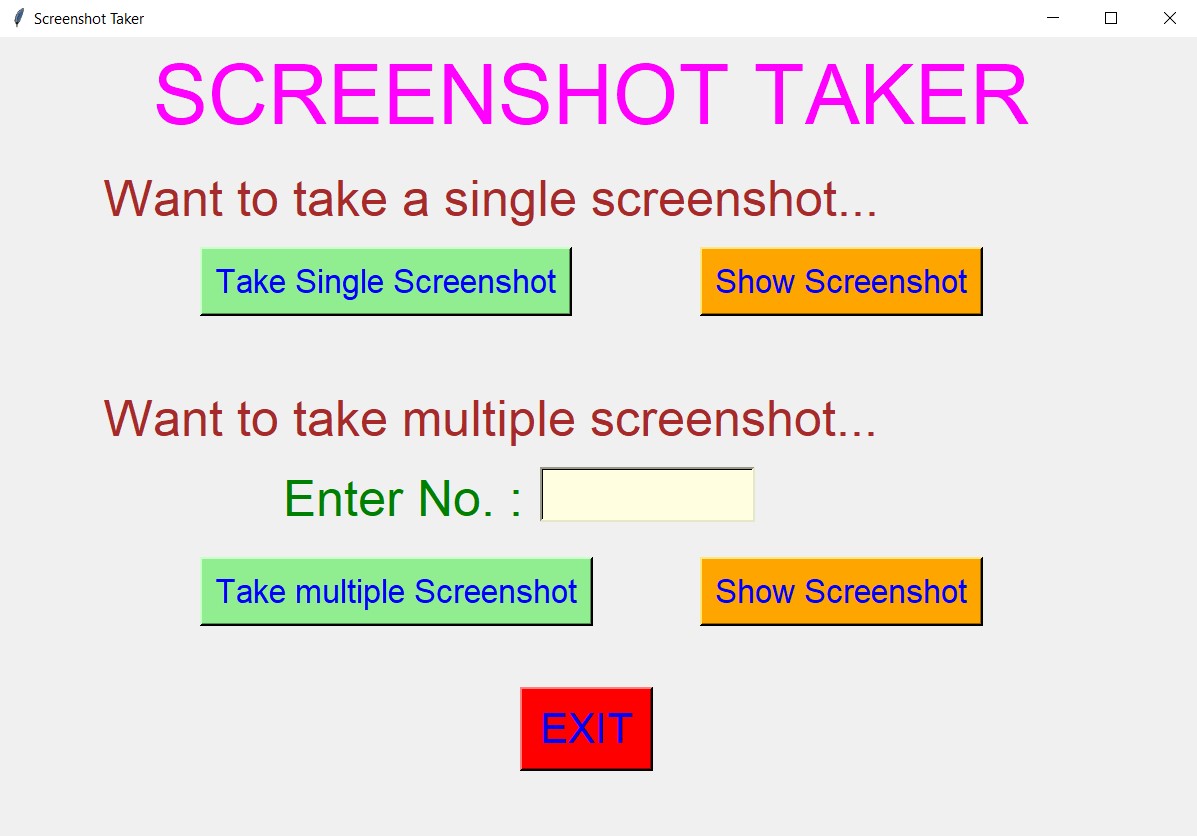 Screenshot Taker
SCREENSHOT TAKER
Want to take a single screenshot...
Take Single Screenshot
Show Screenshot
Want to take multiple screenshot...
Enter No. :
Take multiple Screenshot
Show Screenshot
EXIT